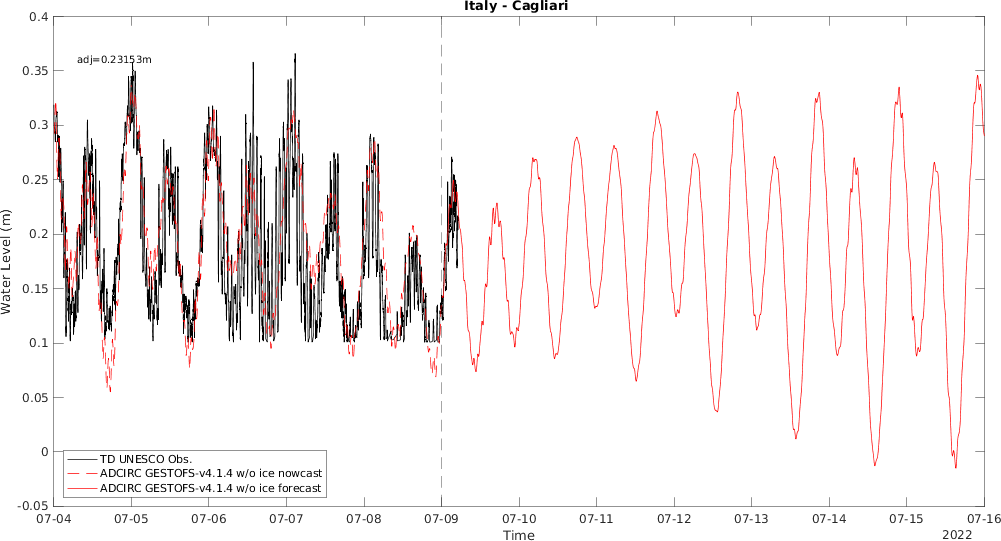 Italy - Cagliari
adj=0.23153m
Water Level (m)
0.4
0.35
0.3
0.25
0.2
0.15
0.1
0.05
0
-0.05
TD UNESCO Obs.
ADCIRC GESTOFS-v4.1.4 w/o ice nowcast
ADCIRC GESTOFS-v4.1.4 w/o ice forecast
07-04 07-05 07-06 07-07 07-08 07-09 07-10 07-11 07-12 07-13 07-14 07-15 07-16
Time
2022